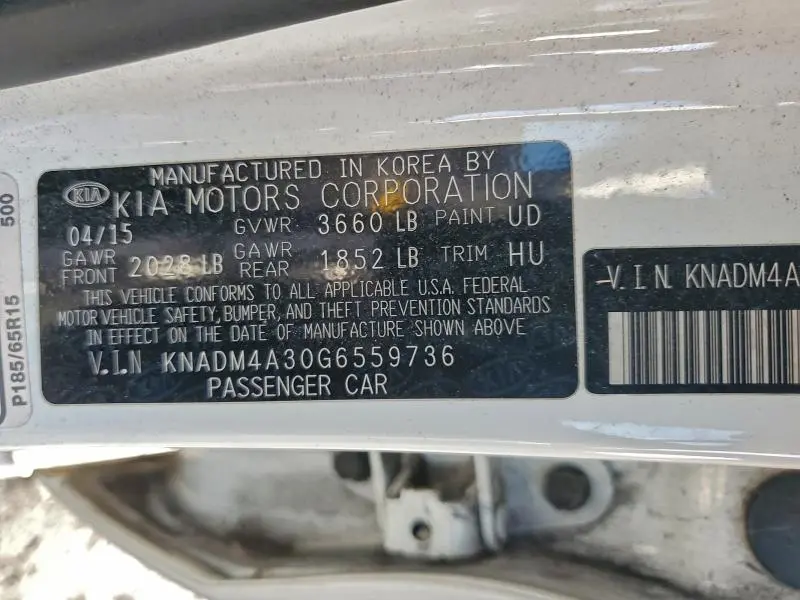 MANUFACTURED IN KOREA BY
KIA KIA MOTORS CORPORATION
04/15 GVWR 3660 LB PAINT UD
GAWR FRONT 2028 LB GAWR REAR 1852 LB TRIM HU
THIS VEHICLE CONFORMS TO ALL APPLICABLE U.S.A. FEDERAL
MOTOR VEHICLE SAFETY, BUMPER, AND THEFT PREVENTION STANDARDS
IN EFFECT ON THE DATE OF MANUFACTURE SHOWN ABOVE
V.I.N KNADM4A30G6559736
PASSENGER CAR
V.I.N. KNADM4A
P185/65R15
500